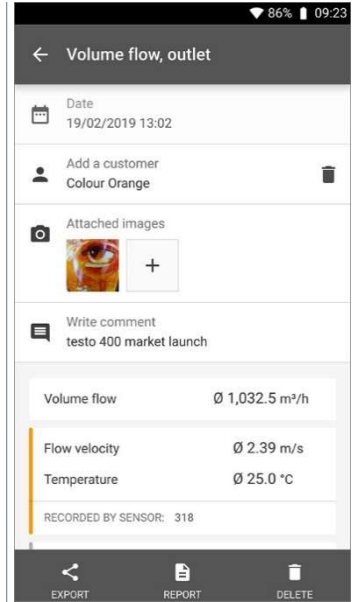 86% 09:23
Volume flow, outlet
Date
19/02/2019 13:02
Add a customer
Colour Orange
Attached images
+
Write comment
testo 400 market launch
Volume flow Ø 1,032.5 m³/h
Flow velocity Ø 2.39 m/s
Temperature Ø 25.0 °C
RECORDED BY SENSOR: 318
EXPORT REPORT DELETE